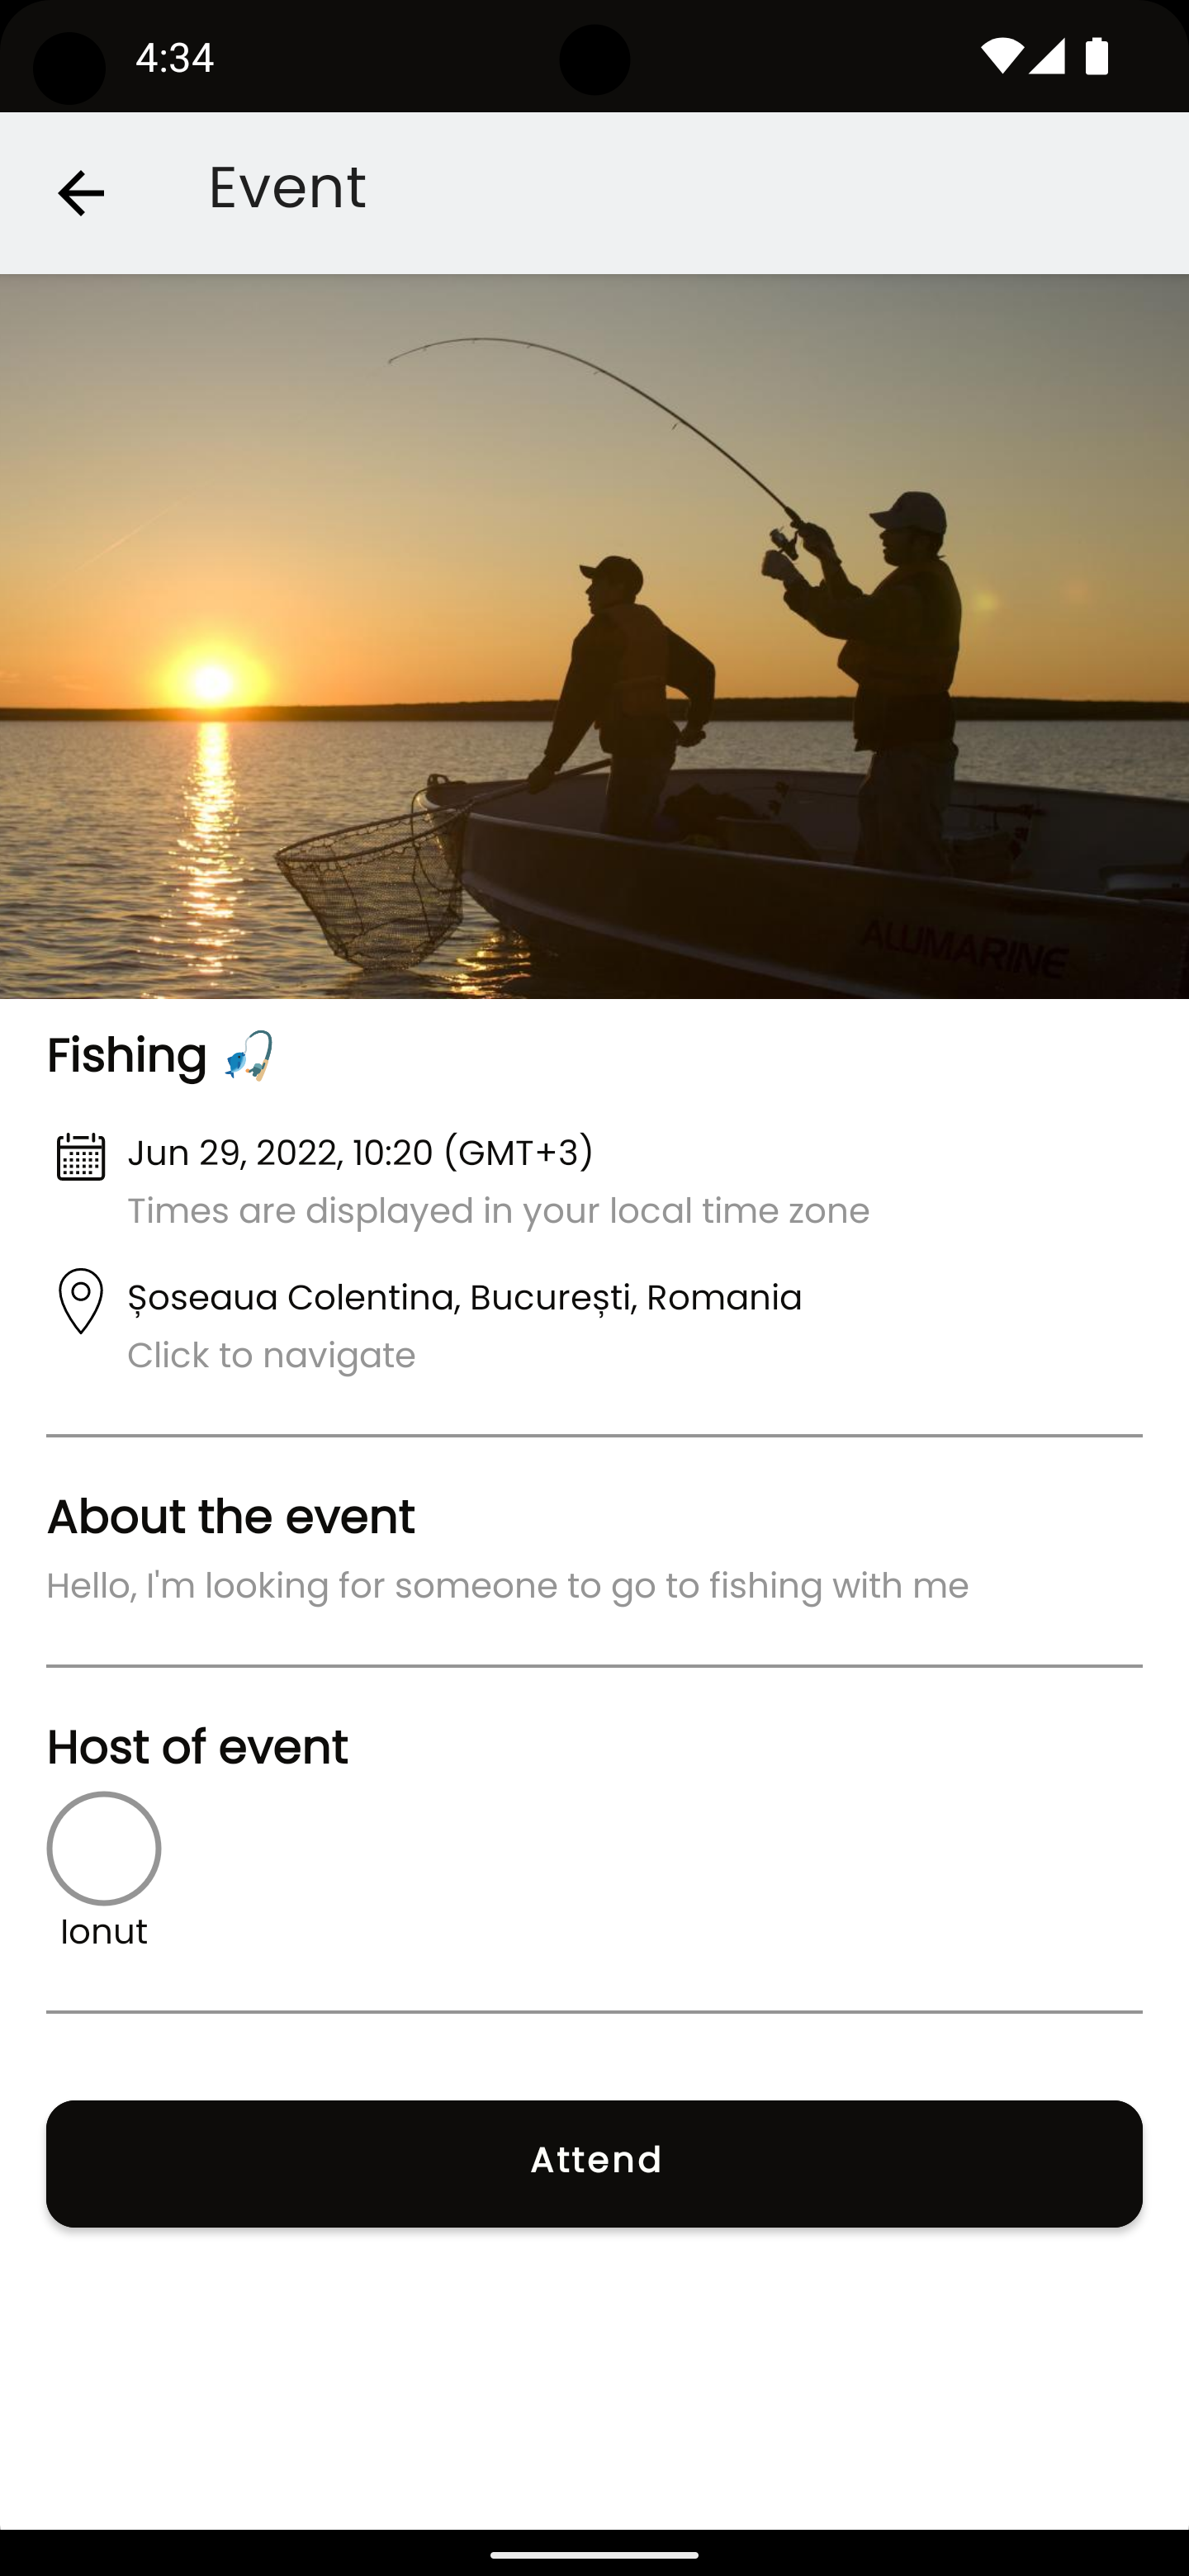 4:34
Event
ALUMARINE
Fishing 🎣
Jun 29, 2022, 10:20 (GMT+3)
Times are displayed in your local time zone
Șoseaua Colentina, București, Romania
Click to navigate
About the event
Hello, I'm looking for someone to go to fishing with me
Host of event
Ionut
Attend